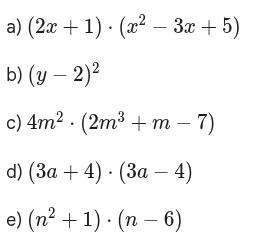 a) (2x + 1) · (x² − 3x + 5)
b) (y − 2)²
c) 4m² · (2m³ + m − 7)
d) (3a + 4) · (3a − 4)
e) (n² + 1) · (n − 6)